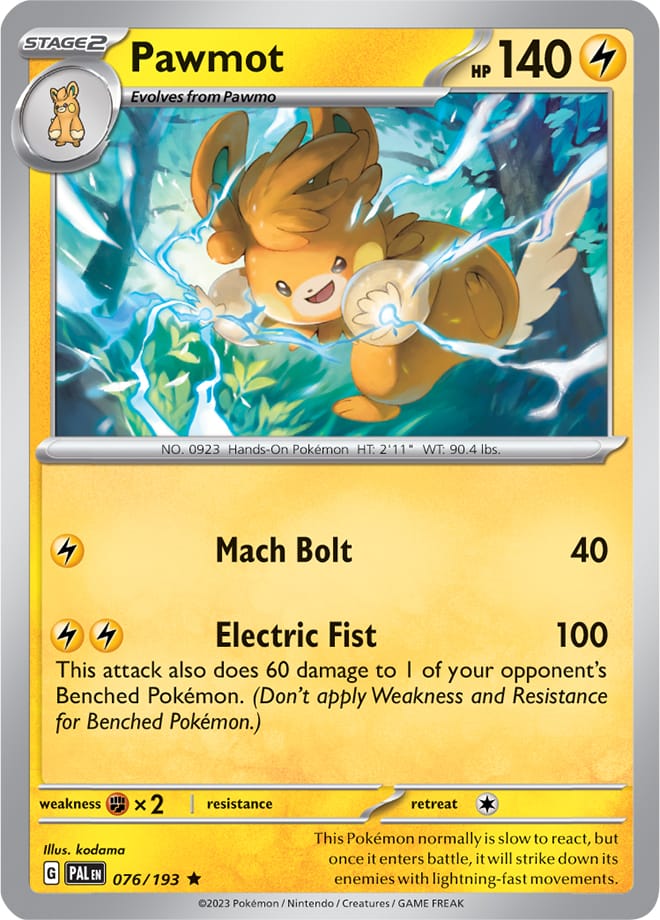 STAGE2
Pawmot
HP 140
Evolves from Pawmo
NO. 0923 Hands-On Pokémon HT: 2'11" WT: 90.4 lbs.
Mach Bolt 40
Electric Fist 100
This attack also does 60 damage to 1 of your opponent's
Benched Pokémon. (Don't apply Weakness and Resistance
for Benched Pokémon.)
weakness ×2 resistance retreat
Illus. kodama
G PAL EN 076/193
This Pokémon normally is slow to react, but
once it enters battle, it will strike down its
enemies with lightning-fast movements.
©2023 Pokémon / Nintendo / Creatures / GAME FREAK